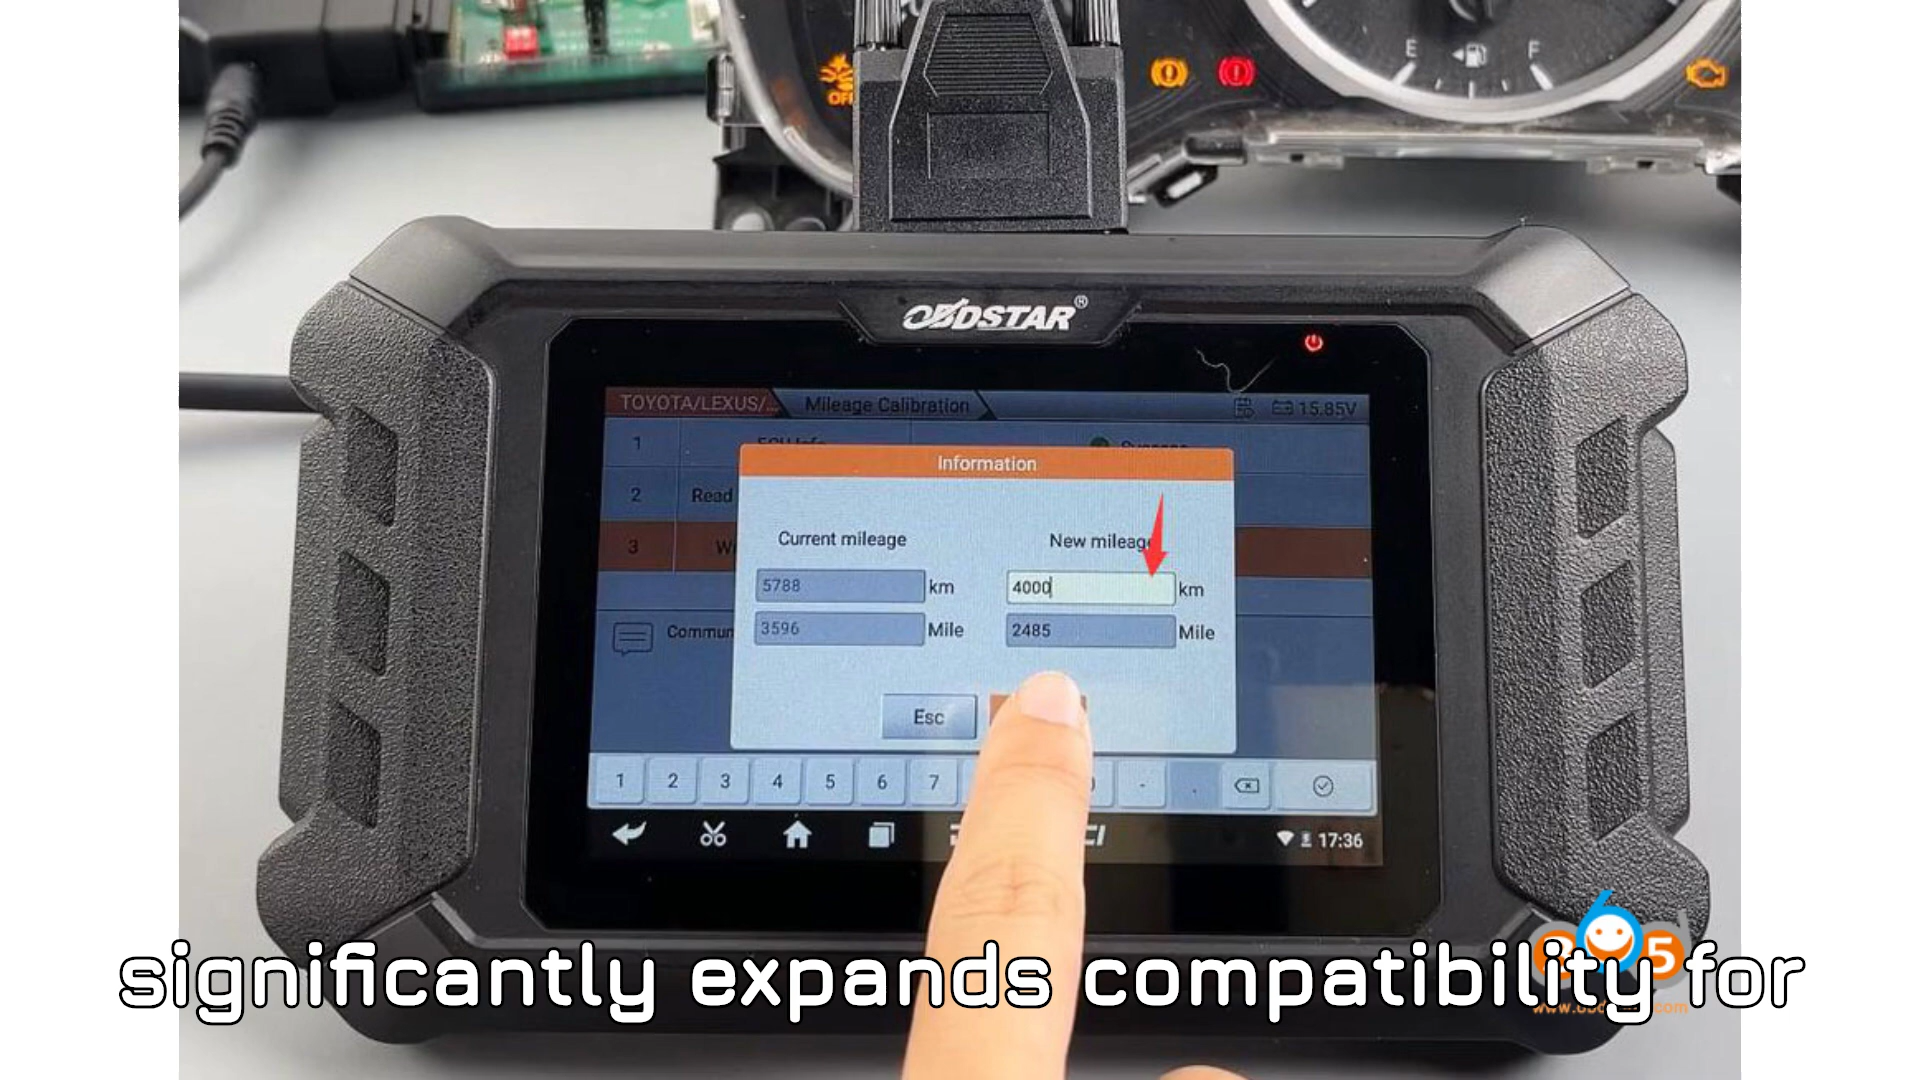 OFF
E
F
OBDSTAR®
TOYOTA/LEXUS/...
Mileage Calibration
15.85V
1
ECU Info
Success
Information
2
Read
Current mileage
New mileage
3
5788 km
4000 km
3596 Mile
2485 Mile
Commun
Esc
1 2 3 4 5 6 7 - .
17:36
significantly expands compatibility for